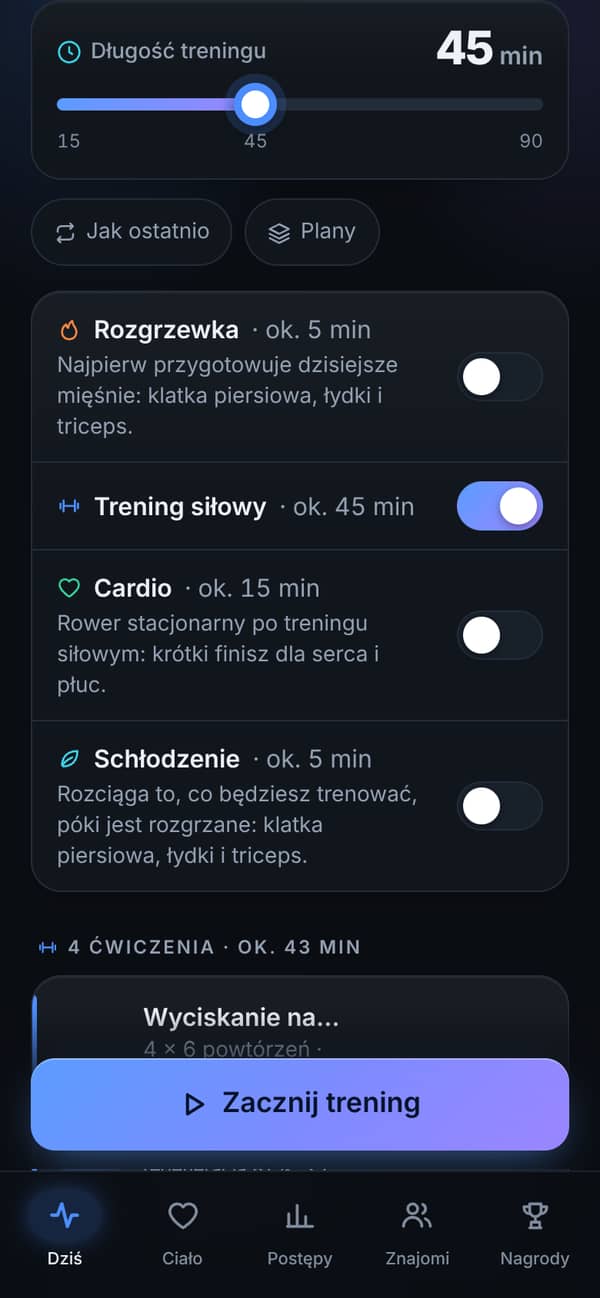 Długość treningu
45 min
15 45 90
Jak ostatnio Plany
Rozgrzewka · ok. 5 min
Najpierw przygotowuje dzisiejsze
mięśnie: klatka piersiowa, łydki i
triceps.
Trening siłowy · ok. 45 min
Cardio · ok. 15 min
Rower stacjonarny po treningu
siłowym: krótki finisz dla serca i
płuc.
Schłodzenie · ok. 5 min
Rozciąga to, co będziesz trenować,
póki jest rozgrzane: klatka
piersiowa, łydki i triceps.
4 ĆWICZENIA · OK. 43 MIN
Wyciskanie na...
4 × 6 powtórzeń ·
Zacznij trening
Dziś Ciało Postępy Znajomi Nagrody